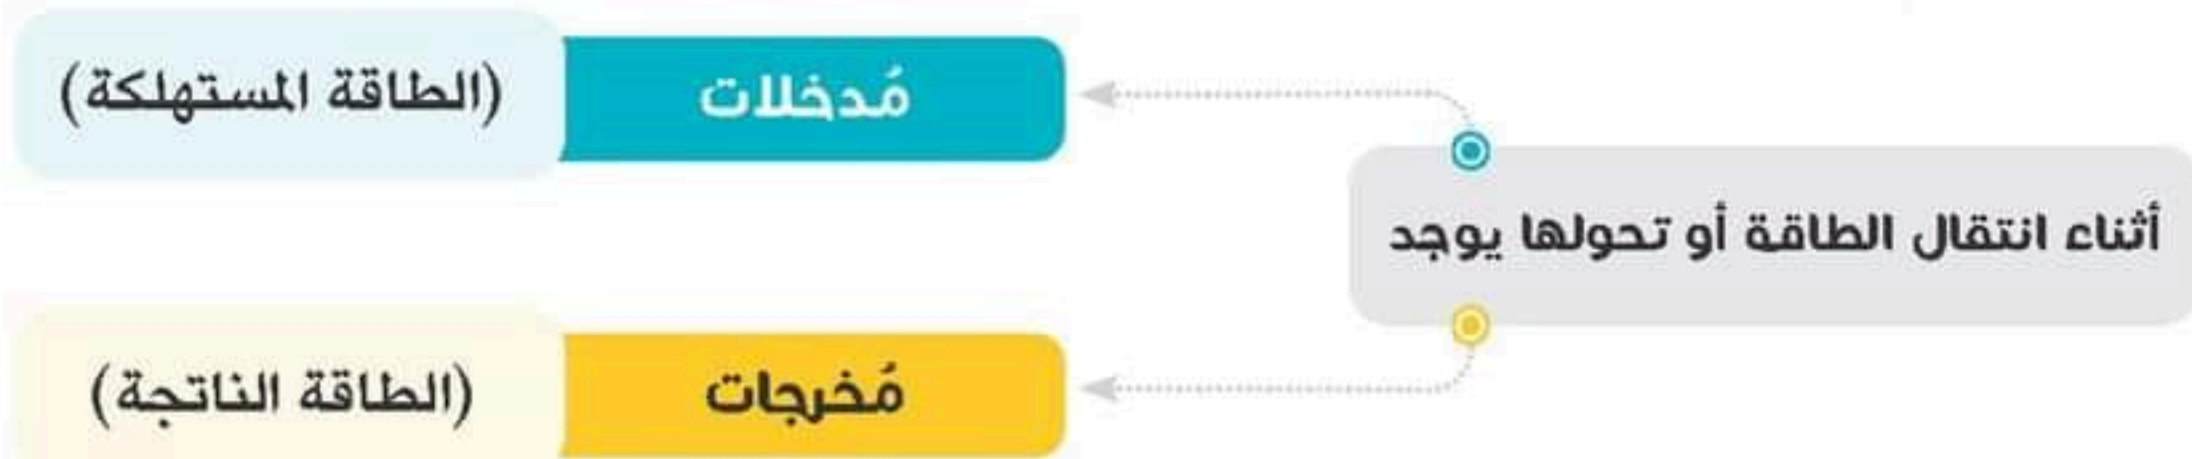 أثناء انتقال الطاقة أو تحولها يوجد
مُدخلات
(الطاقة المستهلكة)
مُخرجات
(الطاقة الناتجة)